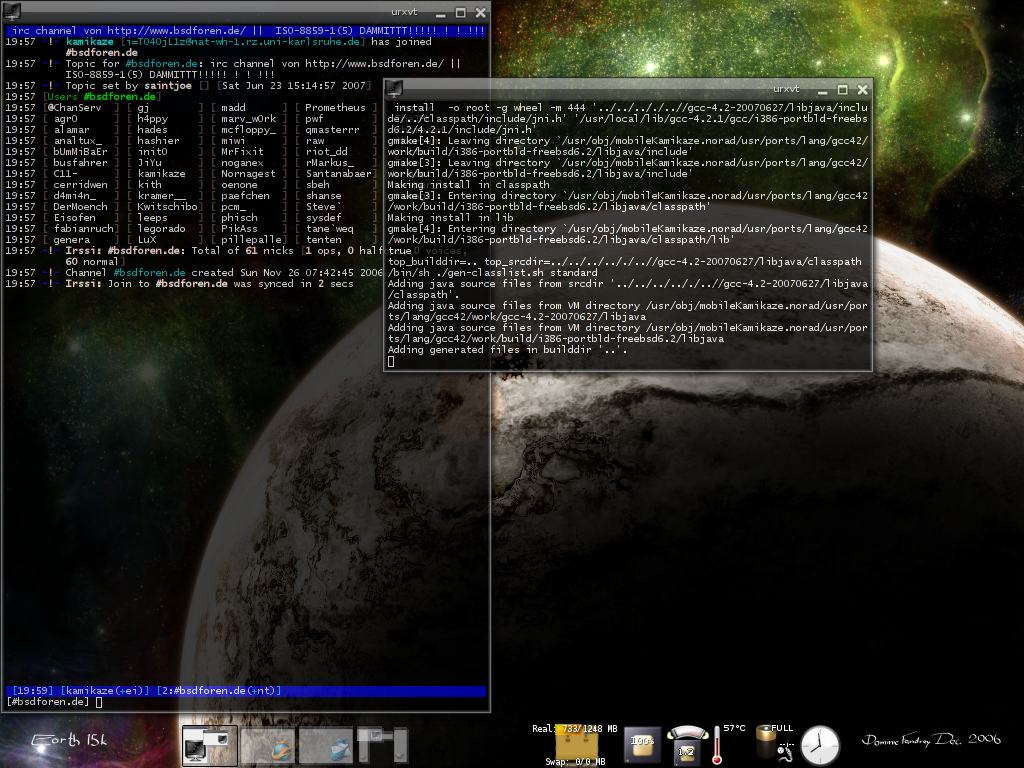 urxvt
irc channel von http://www.bsdforen.de/ ||  ISO-8859-1(5) DAMMITTT!!!!! ! ! !!!
19:57 -!- kamikaze [i=T040jL1z@nat-wh-1.rz.uni-karlsruhe.de] has joined
#bsdforen.de
19:57 -!- Topic for #bsdforen.de: irc channel von http://www.bsdforen.de/ ||
ISO-8859-1(5) DAMMITTT!!!!! ! ! !!!
19:57 -!- Topic set by saintjoe [] [Sat Jun 23 15:14:57 2007]
19:57 [Users #bsdforen.de]
19:57 [@ChanServ ] [ gj ] [ madd ] [ Prometheus ]
19:57 [ agr0 ] [ h4ppy ] [ marv_w0rk ] [ pwf ]
19:57 [ alamar ] [ hades ] [ mcfloppy_ ] [ qmasterrr ]
19:57 [ analtux_ ] [ hashier ] [ miwi ] [ raw ]
19:57 [ bUmMiBaEr ] [ init0 ] [ MrFixit ] [ riot_dd ]
19:57 [ busfahrer ] [ JiYu ] [ noganex ] [ rMarkus_ ]
19:57 [ C11- ] [ kamikaze ] [ Nornagest ] [ Santanabaer]
19:57 [ cerridwen ] [ kith ] [ oenone ] [ sbeh ]
19:57 [ d4mi4n_ ] [ kramer__ ] [ paefchen ] [ shanse ]
19:57 [ DerMoench ] [ Kwitschibo] [ pcm_ ] [ Steve` ]
19:57 [ Eisofen ] [ leeps ] [ phisch ] [ sysdef ]
19:57 [ fabianruch] [ legorado ] [ PikAss ] [ tane`weq ]
19:57 [ genera ] [ LuX ] [ pillepalle] [ tenten ]
19:57 -!- Irssi: #bsdforen.de: Total of 61 nicks [1 ops, 0 half
60 normal]
19:57 -!- Channel #bsdforen.de created Sun Nov 26 07:42:45 2006
19:57 -!- Irssi: Join to #bsdforen.de was synced in 2 secs
[19:59] [kamikaze(+ei)] [2:#bsdforen.de(+nt)]
[#bsdforen.de]
urxvt
install  -o root -g wheel -m 444 '../../.././..//gcc-4.2-20070627/libjava/inclu
de/../classpath/include/jni.h' '/usr/local/lib/gcc-4.2.1/gcc/i386-portbld-freebs
d6.2/4.2.1/include/jni.h'
gmake[4]: Leaving directory `/usr/obj/mobileKamikaze.norad/usr/ports/lang/gcc42/
work/build/i386-portbld-freebsd6.2/libjava/include'
gmake[3]: Leaving directory `/usr/obj/mobileKamikaze.norad/usr/ports/lang/gcc42/
work/build/i386-portbld-freebsd6.2/libjava/include'
Making install in classpath
gmake[3]: Entering directory `/usr/obj/mobileKamikaze.norad/usr/ports/lang/gcc42
/work/build/i386-portbld-freebsd6.2/libjava/classpath'
Making install in lib
gmake[4]: Entering directory `/usr/obj/mobileKamikaze.norad/usr/ports/lang/gcc42
/work/build/i386-portbld-freebsd6.2/libjava/classpath/lib'
true
top_builddir=.. top_srcdir=../../../.././..//gcc-4.2-20070627/libjava/classpath
/bin/sh ./gen-classlist.sh standard
Adding java source files from srcdir '../../../.././..//gcc-4.2-20070627/libjava
/classpath'.
Adding java source files from VM directory /usr/obj/mobileKamikaze.norad/usr/por
ts/lang/gcc42/work/gcc-4.2-20070627/libjava
Adding java source files from VM directory /usr/obj/mobileKamikaze.norad/usr/por
ts/lang/gcc42/work/build/i386-portbld-freebsd6.2/libjava
Adding generated files in builddir '..'.
Earth 15k
Real: 733/1248 MB
Swap: 0/0 MB
100%
1.2
57°C
FULL
--:--
Dec. 2006